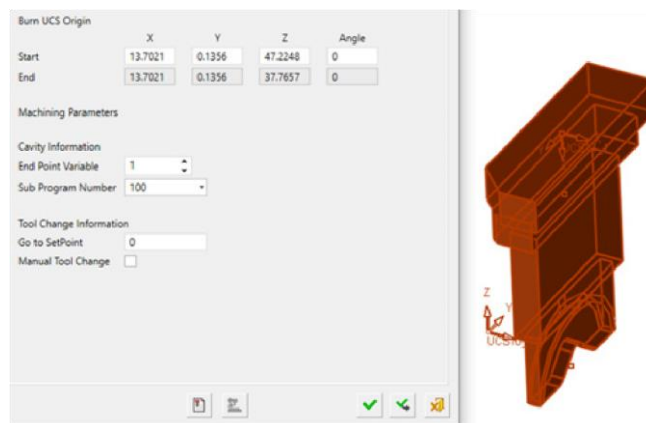 Burn UCS Origin
X Y Z Angle
Start 13.7021 0.1356 47.2248 0
End 13.7021 0.1356 37.7657 0
Machining Parameters
Cavity Information
End Point Variable 1
Sub Program Number 100
Tool Change Information
Go to SetPoint 0
Manual Tool Change
Z
Y